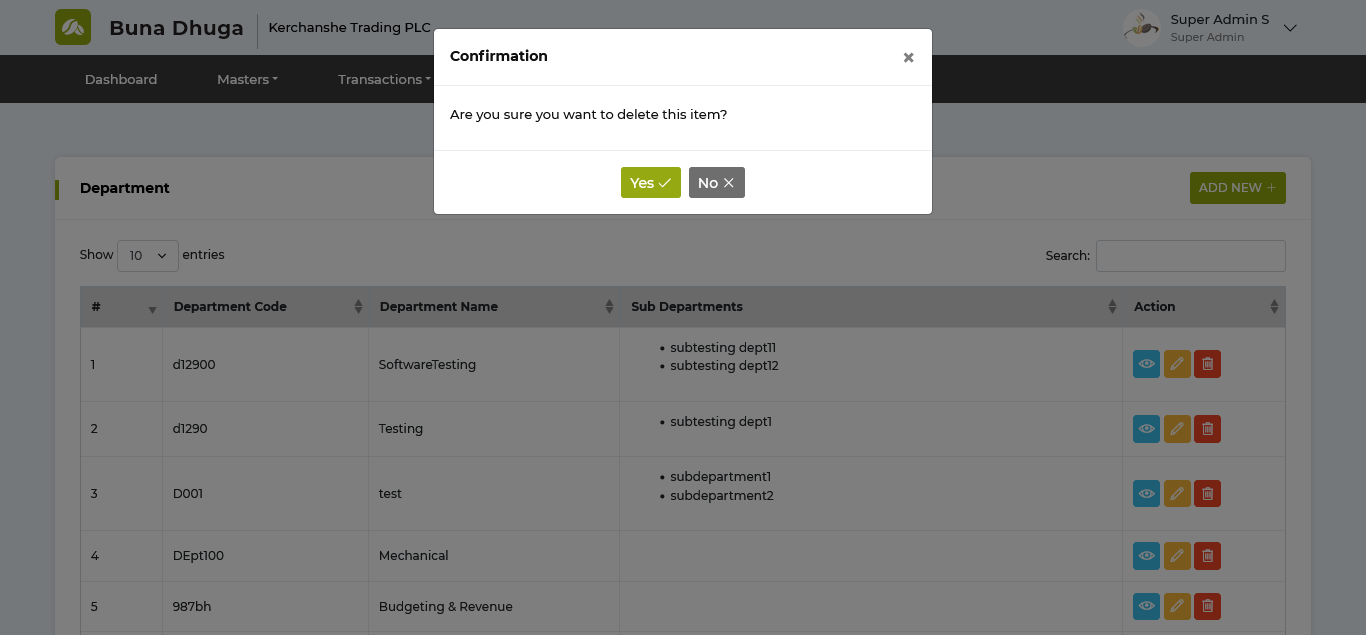 Buna Dhuga
Kerchanshe Trading PLC
Super Admin S
Super Admin
Dashboard Masters Transactions
Confirmation
Are you sure you want to delete this item?
Yes No
Department
ADD NEW +
Show 10 entries
Search:
# Department Code Department Name Sub Departments Action
1 d12900 SoftwareTesting
• subtesting dept11
• subtesting dept12
2 d1290 Testing
• subtesting dept1
3 D001 test
• subdepartment1
• subdepartment2
4 DEpt100 Mechanical
5 987bh Budgeting & Revenue